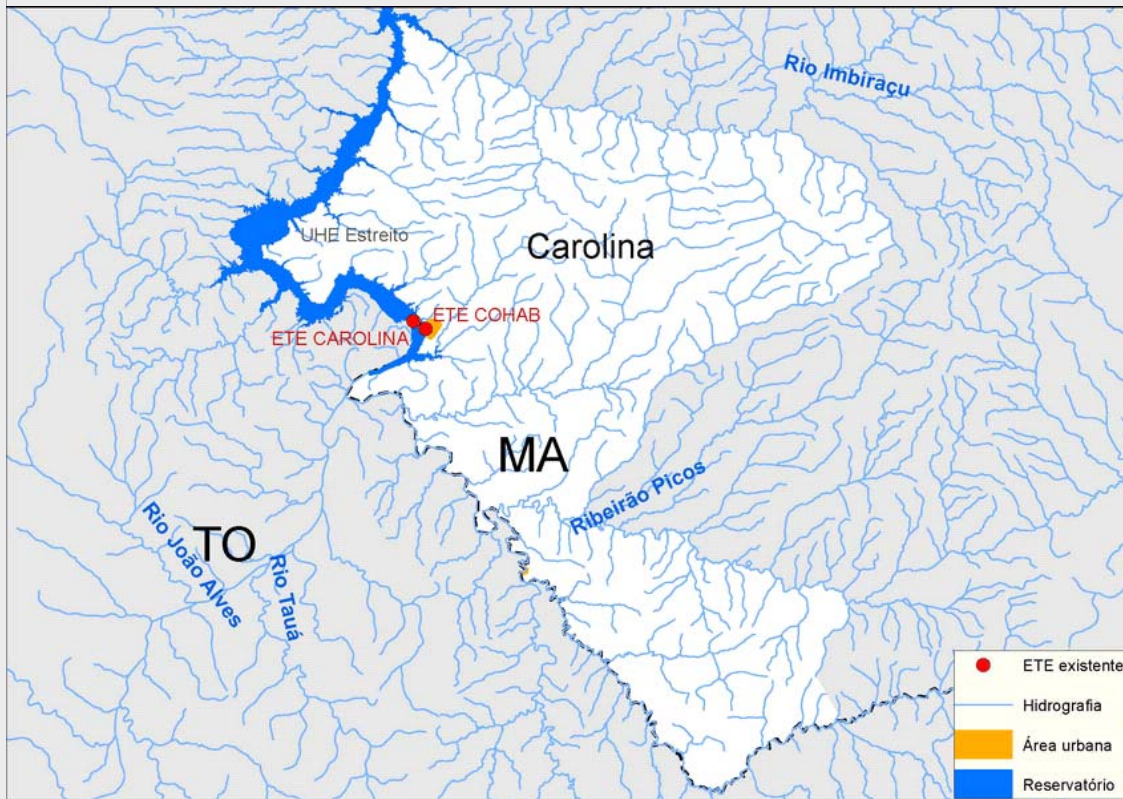 Rio Imbiraçu
UHE Estreito
Carolina
ETE COHAB
ETE CAROLINA
MA
Ribeirão Picos
Rio João Alves
TO
Rio Tauá
ETE existente
Hidrografia
Área urbana
Reservatório